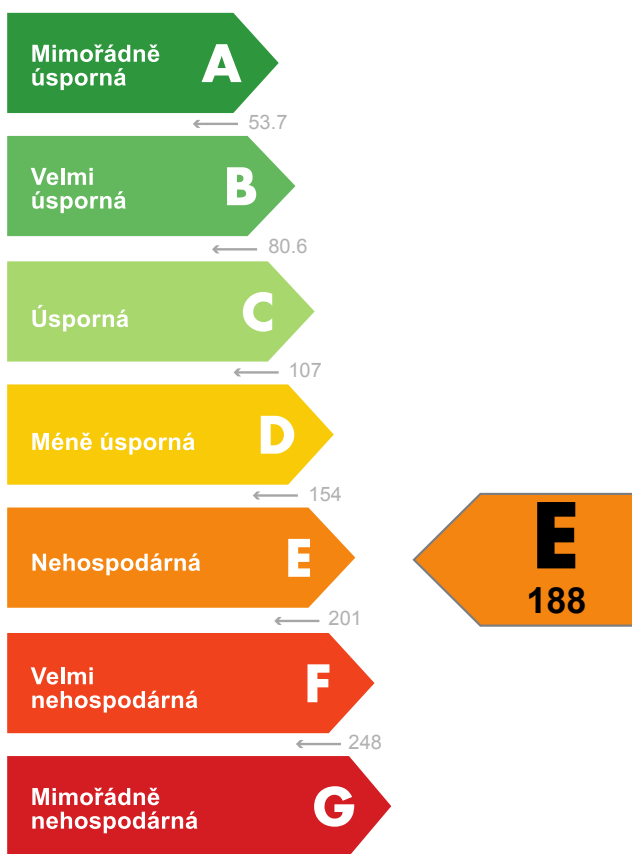 Mimořádně
úsporná
A
53.7
Velmi
úsporná
B
80.6
Úsporná
C
107
Méně úsporná
D
154
Nehospodárná
E
E
188
201
Velmi
nehospodárná
F
248
Mimořádně
nehospodárná
G